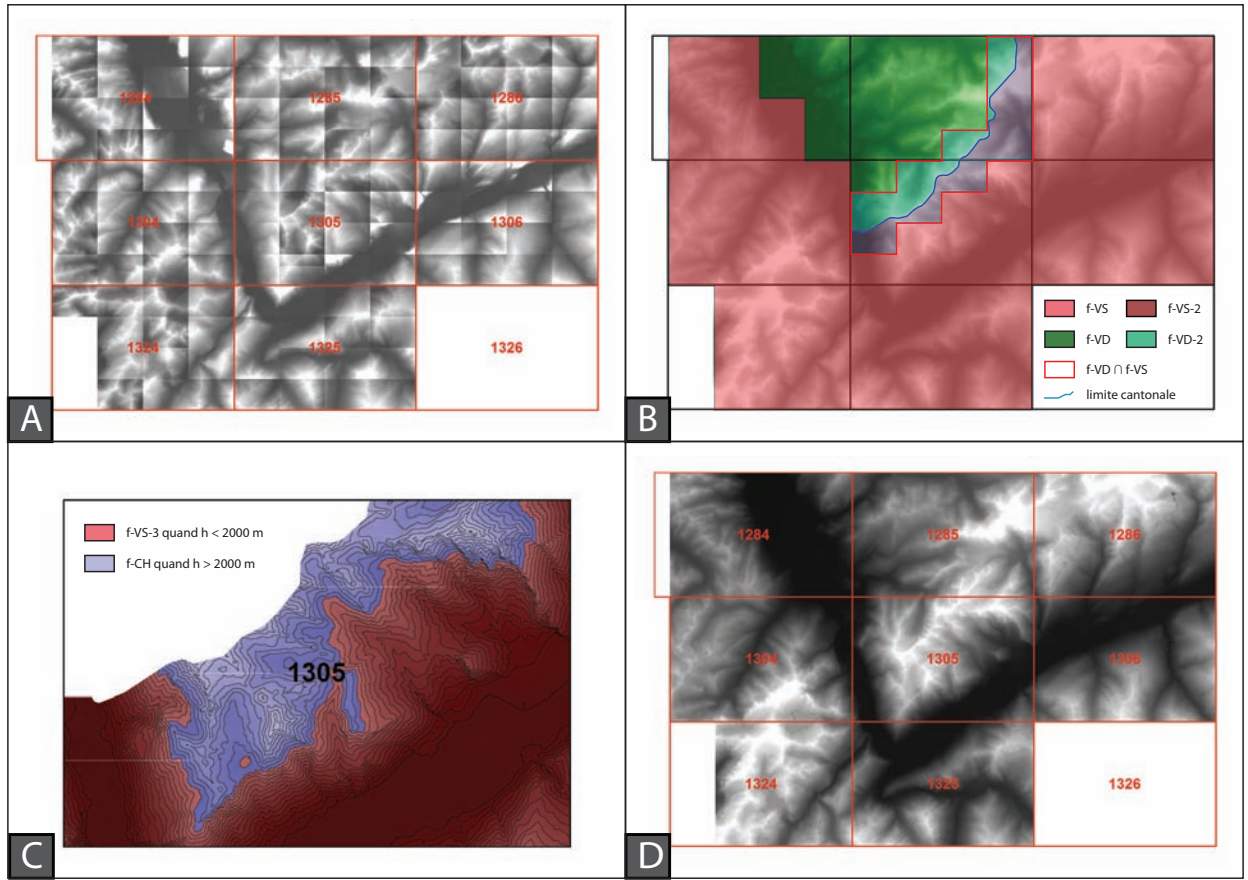 1284
1285
1286
1304
1305
1306
1324
1325
1326
A
f-VS
f-VS-2
f-VD
f-VD-2
f-VD ∩ f-VS
limite cantonale
B
f-VS-3 quand h < 2000 m
f-CH quand h > 2000 m
1305
C
1284
1285
1286
1304
1305
1306
1324
1325
1326
D